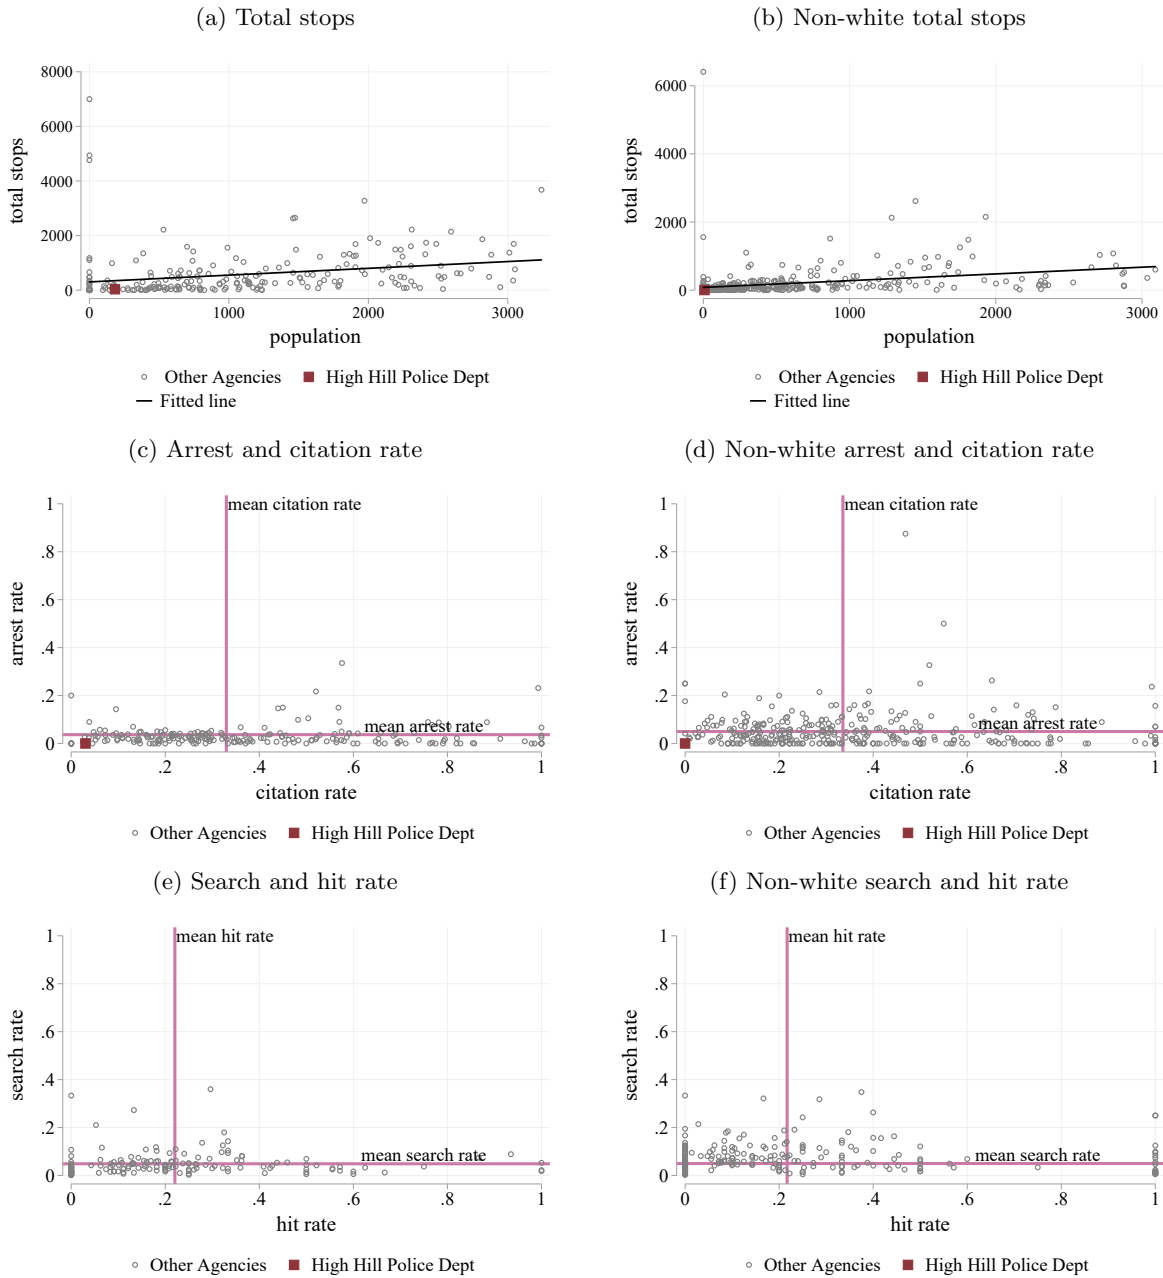 (a) Total stops
(b) Non-white total stops
total stops
8000
6000
4000
2000
0
0 1000 2000 3000
population
Other Agencies High Hill Police Dept
Fitted line
total stops
6000
4000
2000
0
0 1000 2000 3000
population
Other Agencies High Hill Police Dept
Fitted line
(c) Arrest and citation rate
(d) Non-white arrest and citation rate
arrest rate
1
.8
.6
.4
.2
0
mean citation rate
mean arrest rate
0 .2 .4 .6 .8 1
citation rate
Other Agencies High Hill Police Dept
arrest rate
1
.8
.6
.4
.2
0
mean citation rate
mean arrest rate
0 .2 .4 .6 .8 1
citation rate
Other Agencies High Hill Police Dept
(e) Search and hit rate
(f) Non-white search and hit rate
search rate
1
.8
.6
.4
.2
0
mean hit rate
mean search rate
0 .2 .4 .6 .8 1
hit rate
Other Agencies High Hill Police Dept
search rate
1
.8
.6
.4
.2
0
mean hit rate
mean search rate
0 .2 .4 .6 .8 1
hit rate
Other Agencies High Hill Police Dept